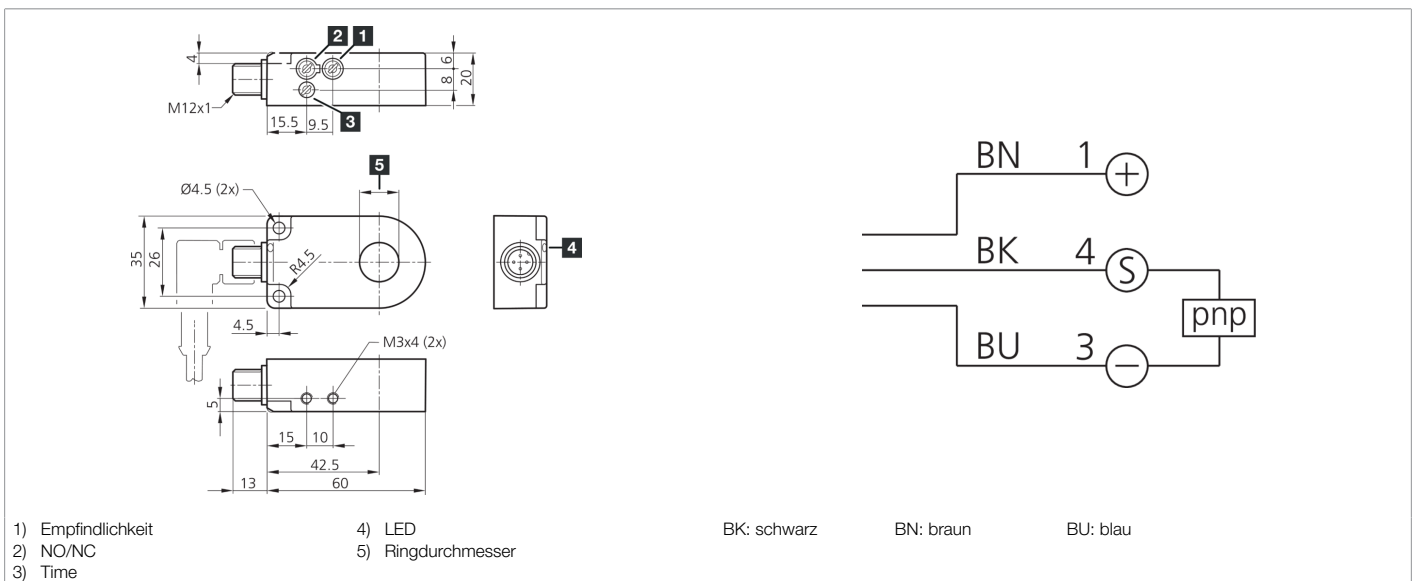 2 1
4
6
8
20
M12x1
15.5 9.5
3
5
Ø4.5 (2x)
35
26
R4.5
4
4.5
M3x4 (2x)
5
15 10
42.5
13 60
BN 1 +
BK 4 S
pnp
BU 3 −
1) Empfindlichkeit
2) NO/NC
3) Time
4) LED
5) Ringdurchmesser
BK: schwarz BN: braun BU: blau